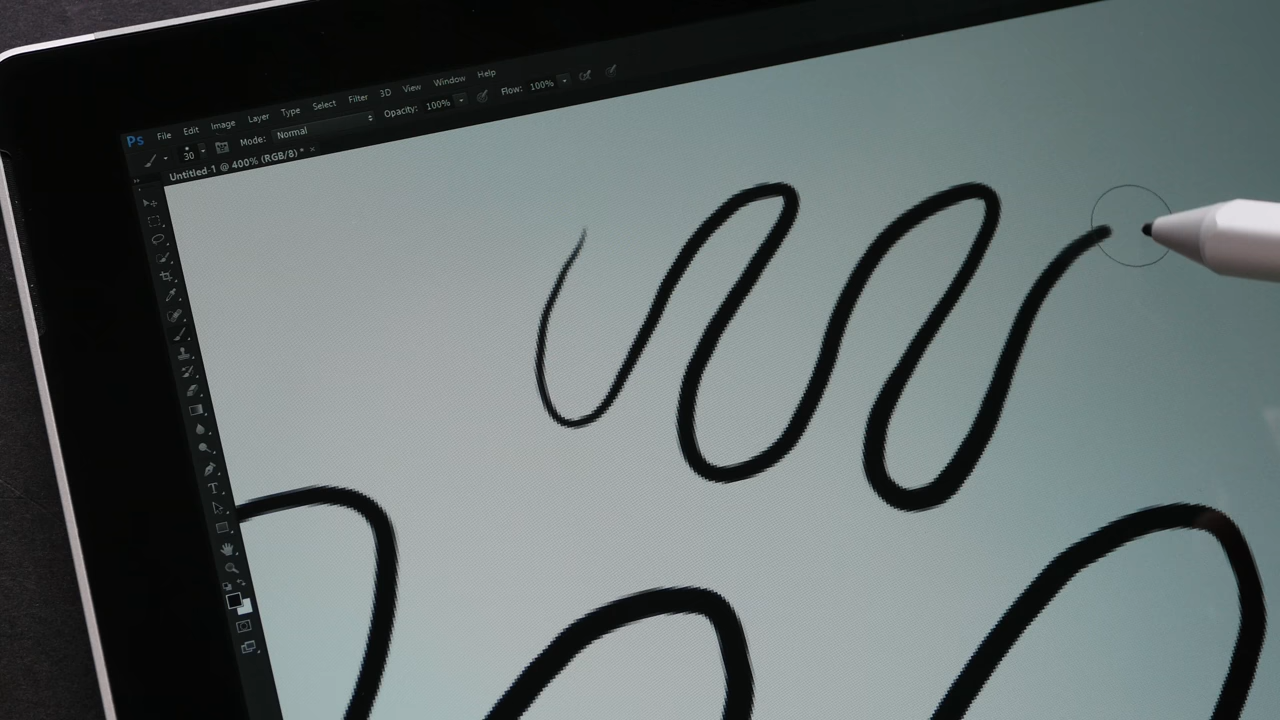 Ps File Edit Image Layer Type Select Filter 3D View Window Help
30 Mode: Normal Opacity: 100% Flow: 100%
Untitled-1 @ 400% (RGB/8) * ×
T